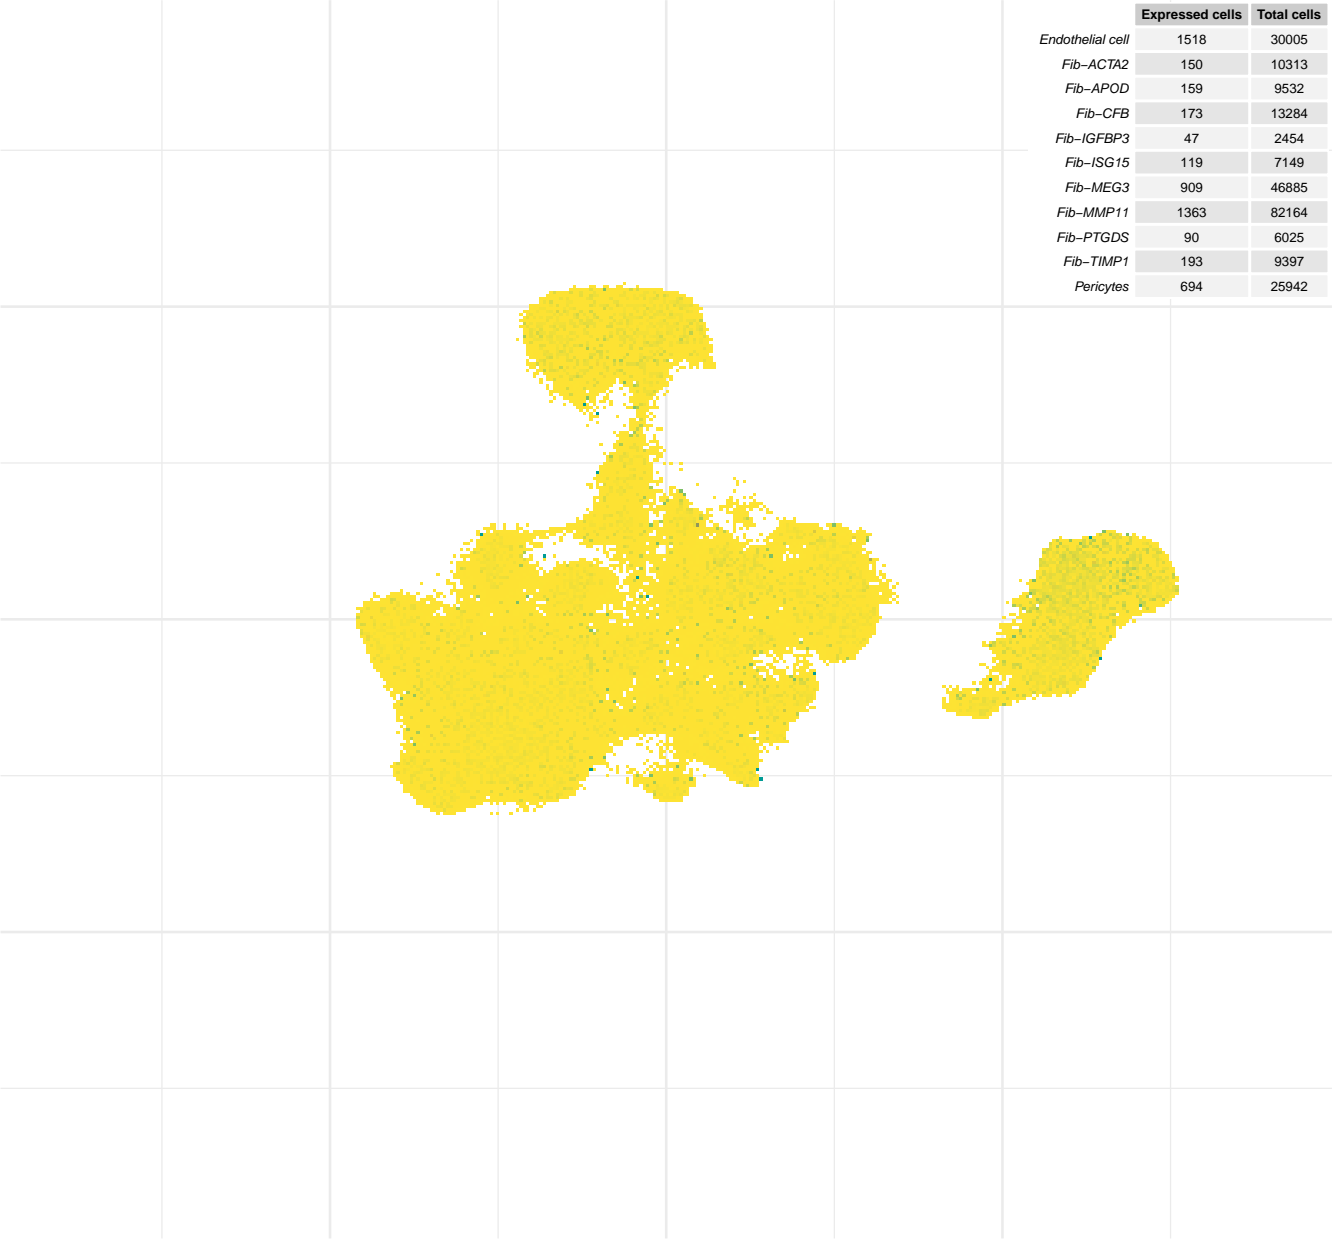 Expressed cells Total cells
Endothelial cell 1518 30005
Fib−ACTA2 150 10313
Fib−APOD 159 9532
Fib−CFB 173 13284
Fib−IGFBP3 47 2454
Fib−ISG15 119 7149
Fib−MEG3 909 46885
Fib−MMP11 1363 82164
Fib−PTGDS 90 6025
Fib−TIMP1 193 9397
Pericytes 694 25942